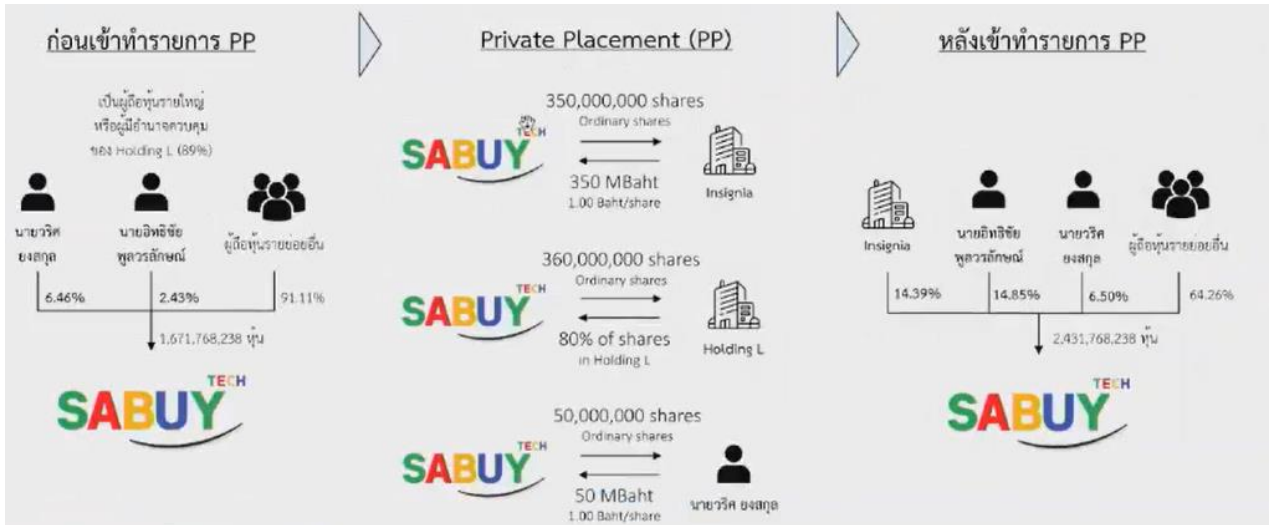 ก่อนเข้าทำรายการ PP
เป็นผู้ถือหุ้นรายใหญ่
หรือผู้มีอำนาจควบคุม
ของ Holding L (89%)
นายวริศ
ยงสกุล
นายอิทธิชัย
พูลวรลักษณ์
ผู้ถือหุ้นรายย่อยอื่น
6.46%
2.43%
91.11%
1,671,768,238 หุ้น
SABUY TECH
Private Placement (PP)
350,000,000 shares
Ordinary shares
SABUY TECH
350 MBaht
1.00 Baht/share
Insignia
360,000,000 shares
Ordinary shares
SABUY TECH
80% of shares
in Holding L
Holding L
50,000,000 shares
Ordinary shares
SABUY TECH
50 MBaht
1.00 Baht/share
นายวริศ ยงสกุล
หลังเข้าทำรายการ PP
Insignia
นายอิทธิชัย
พูลวรลักษณ์
นายวริศ
ยงสกุล
ผู้ถือหุ้นรายย่อยอื่น
14.39%
14.85%
6.50%
64.26%
2,431,768,238 หุ้น
SABUY TECH